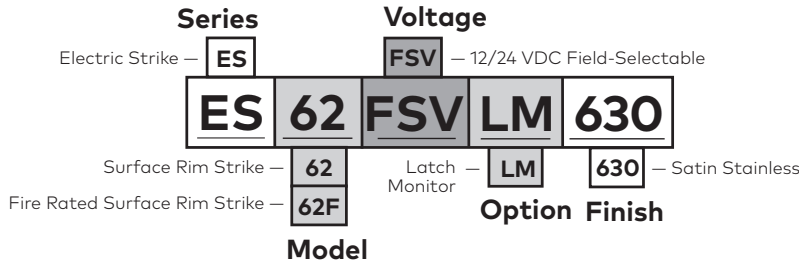 Series
Voltage
Electric Strike — ES
FSV — 12/24 VDC Field-Selectable
ES 62 FSV LM 630
Surface Rim Strike — 62
Latch Monitor — LM
630 — Satin Stainless
Fire Rated Surface Rim Strike — 62F
Option
Finish
Model